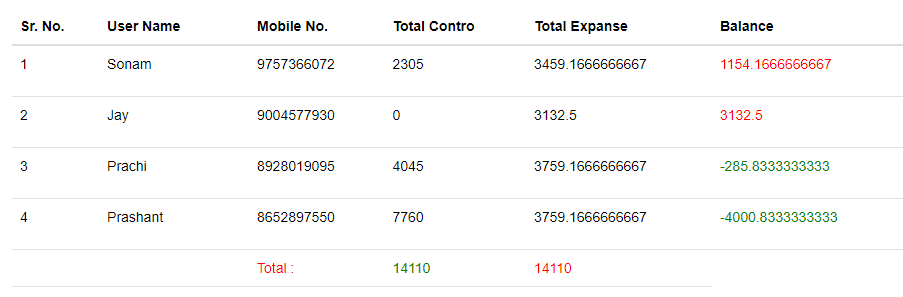 Sr. No. User Name Mobile No. Total Contro Total Expanse Balance
1 Sonam 9757366072 2305 3459.1666666667 1154.1666666667
2 Jay 9004577930 0 3132.5 3132.5
3 Prachi 8928019095 4045 3759.1666666667 -285.8333333333
4 Prashant 8652897550 7760 3759.1666666667 -4000.8333333333
Total : 14110 14110